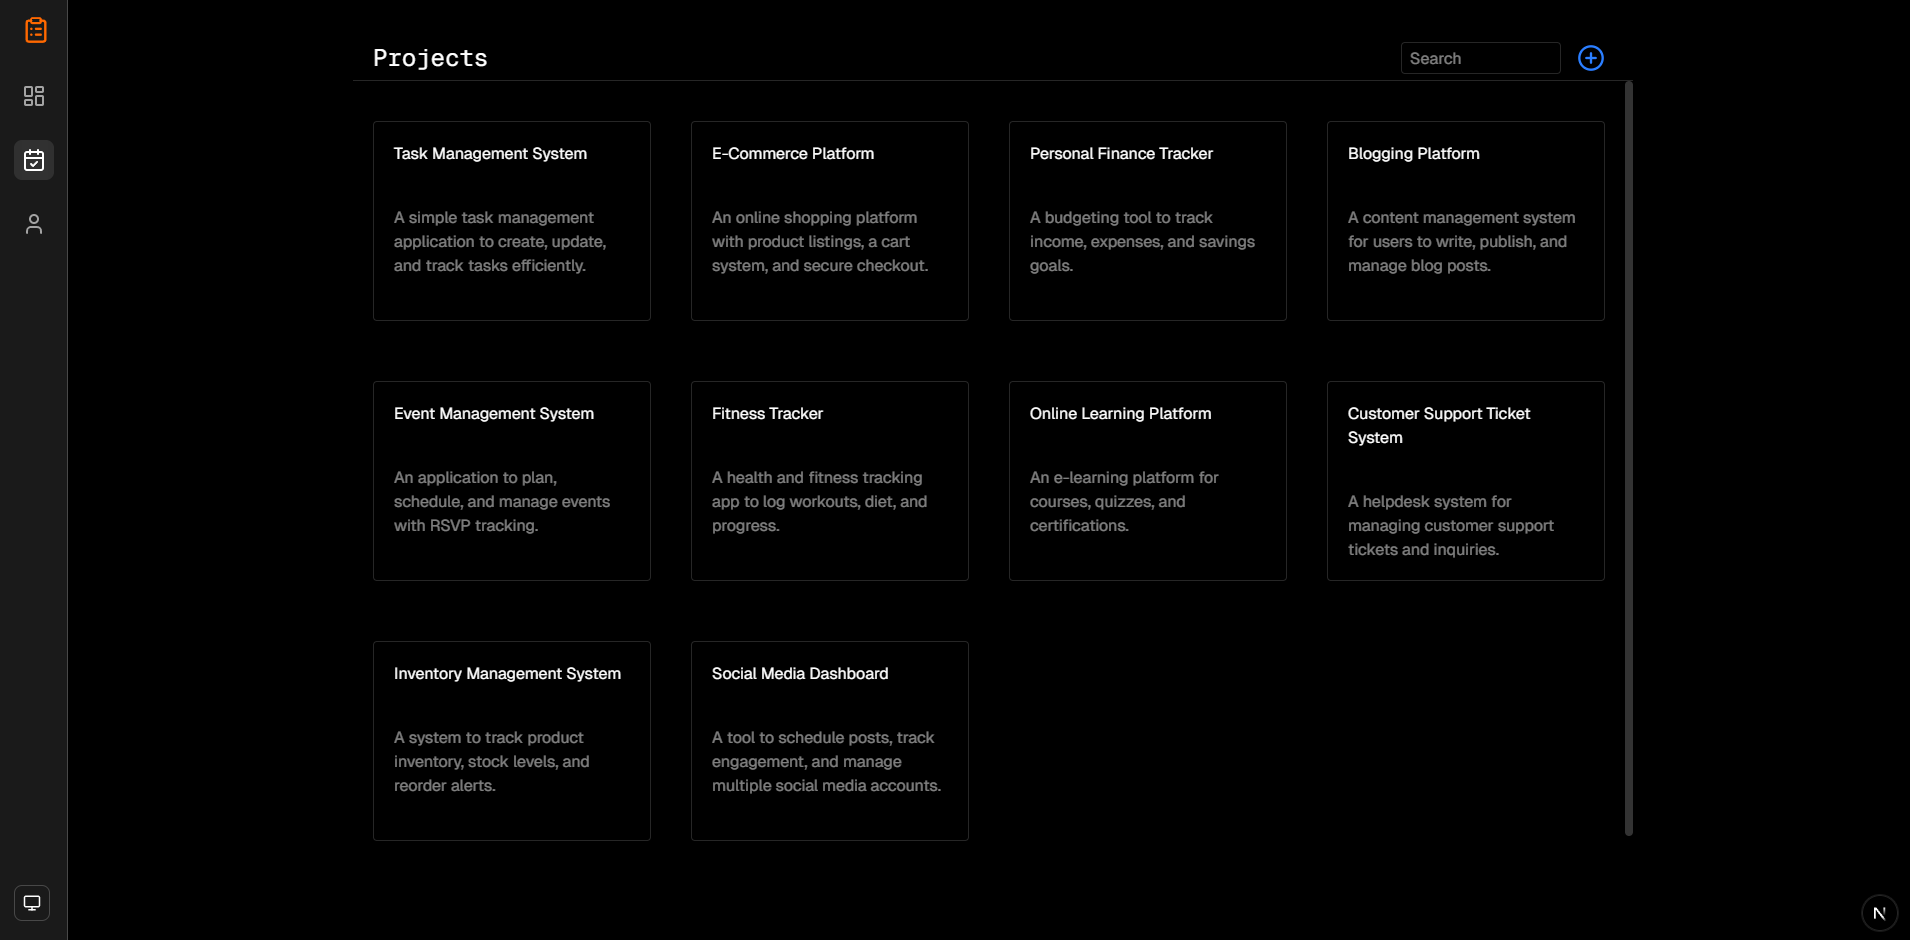 Projects
Search
Task Management System
A simple task management
application to create, update,
and track tasks efficiently.
E-Commerce Platform
An online shopping platform
with product listings, a cart
system, and secure checkout.
Personal Finance Tracker
A budgeting tool to track
income, expenses, and savings
goals.
Blogging Platform
A content management system
for users to write, publish, and
manage blog posts.
Event Management System
An application to plan,
schedule, and manage events
with RSVP tracking.
Fitness Tracker
A health and fitness tracking
app to log workouts, diet, and
progress.
Online Learning Platform
An e-learning platform for
courses, quizzes, and
certifications.
Customer Support Ticket
System
A helpdesk system for
managing customer support
tickets and inquiries.
Inventory Management System
A system to track product
inventory, stock levels, and
reorder alerts.
Social Media Dashboard
A tool to schedule posts, track
engagement, and manage
multiple social media accounts.
N